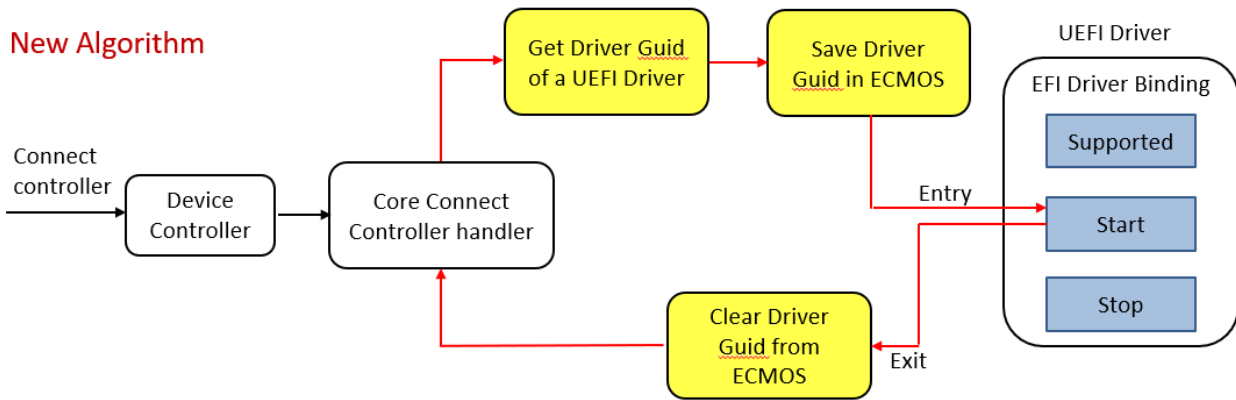 New Algorithm
Get Driver Guid
of a UEFI Driver
Save Driver
Guid in ECMOS
UEFI Driver
EFI Driver Binding
Supported
Connect
controller
Device
Controller
Core Connect
Controller handler
Entry
Start
Stop
Clear Driver
Guid from
ECMOS
Exit